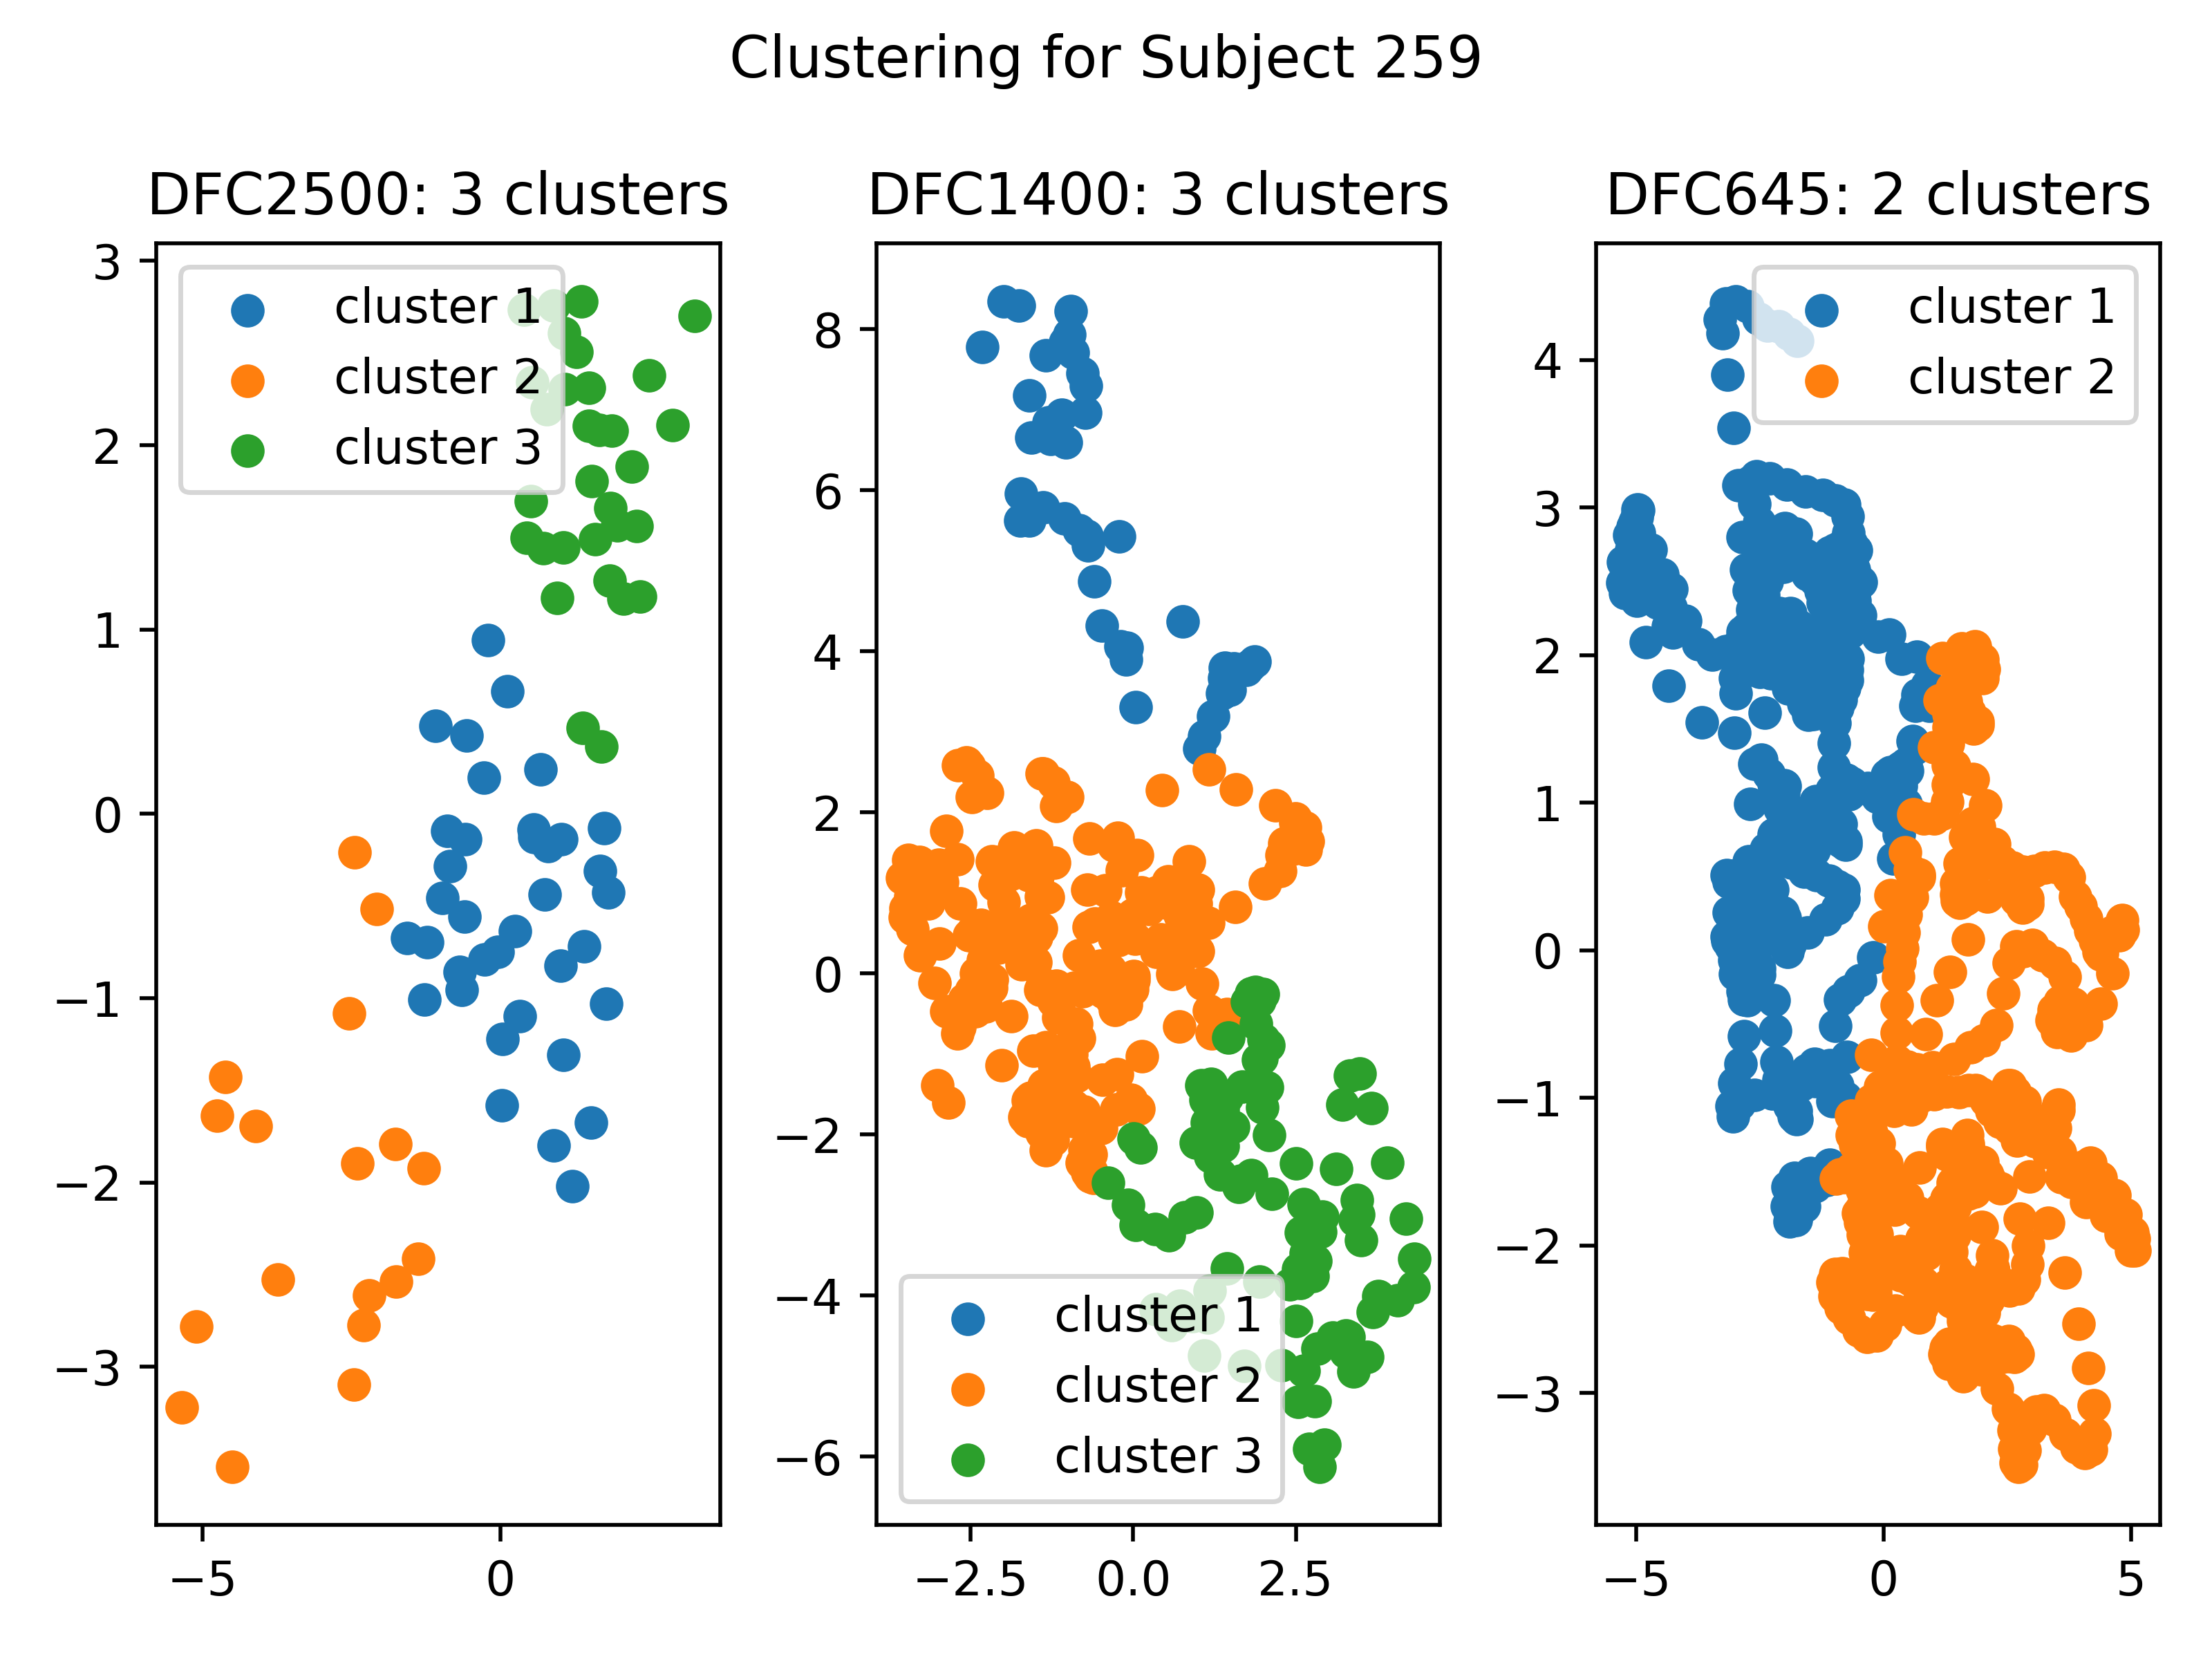 Clustering for Subject 259
DFC2500: 3 clusters
3
2
1
0
−1
−2
−3
−5
0
cluster 1
cluster 2
cluster 3
DFC1400: 3 clusters
8
6
4
2
0
−2
−4
−6
−2.5
0.0
2.5
cluster 1
cluster 2
cluster 3
DFC645: 2 clusters
4
3
2
1
0
−1
−2
−3
−5
0
5
cluster 1
cluster 2